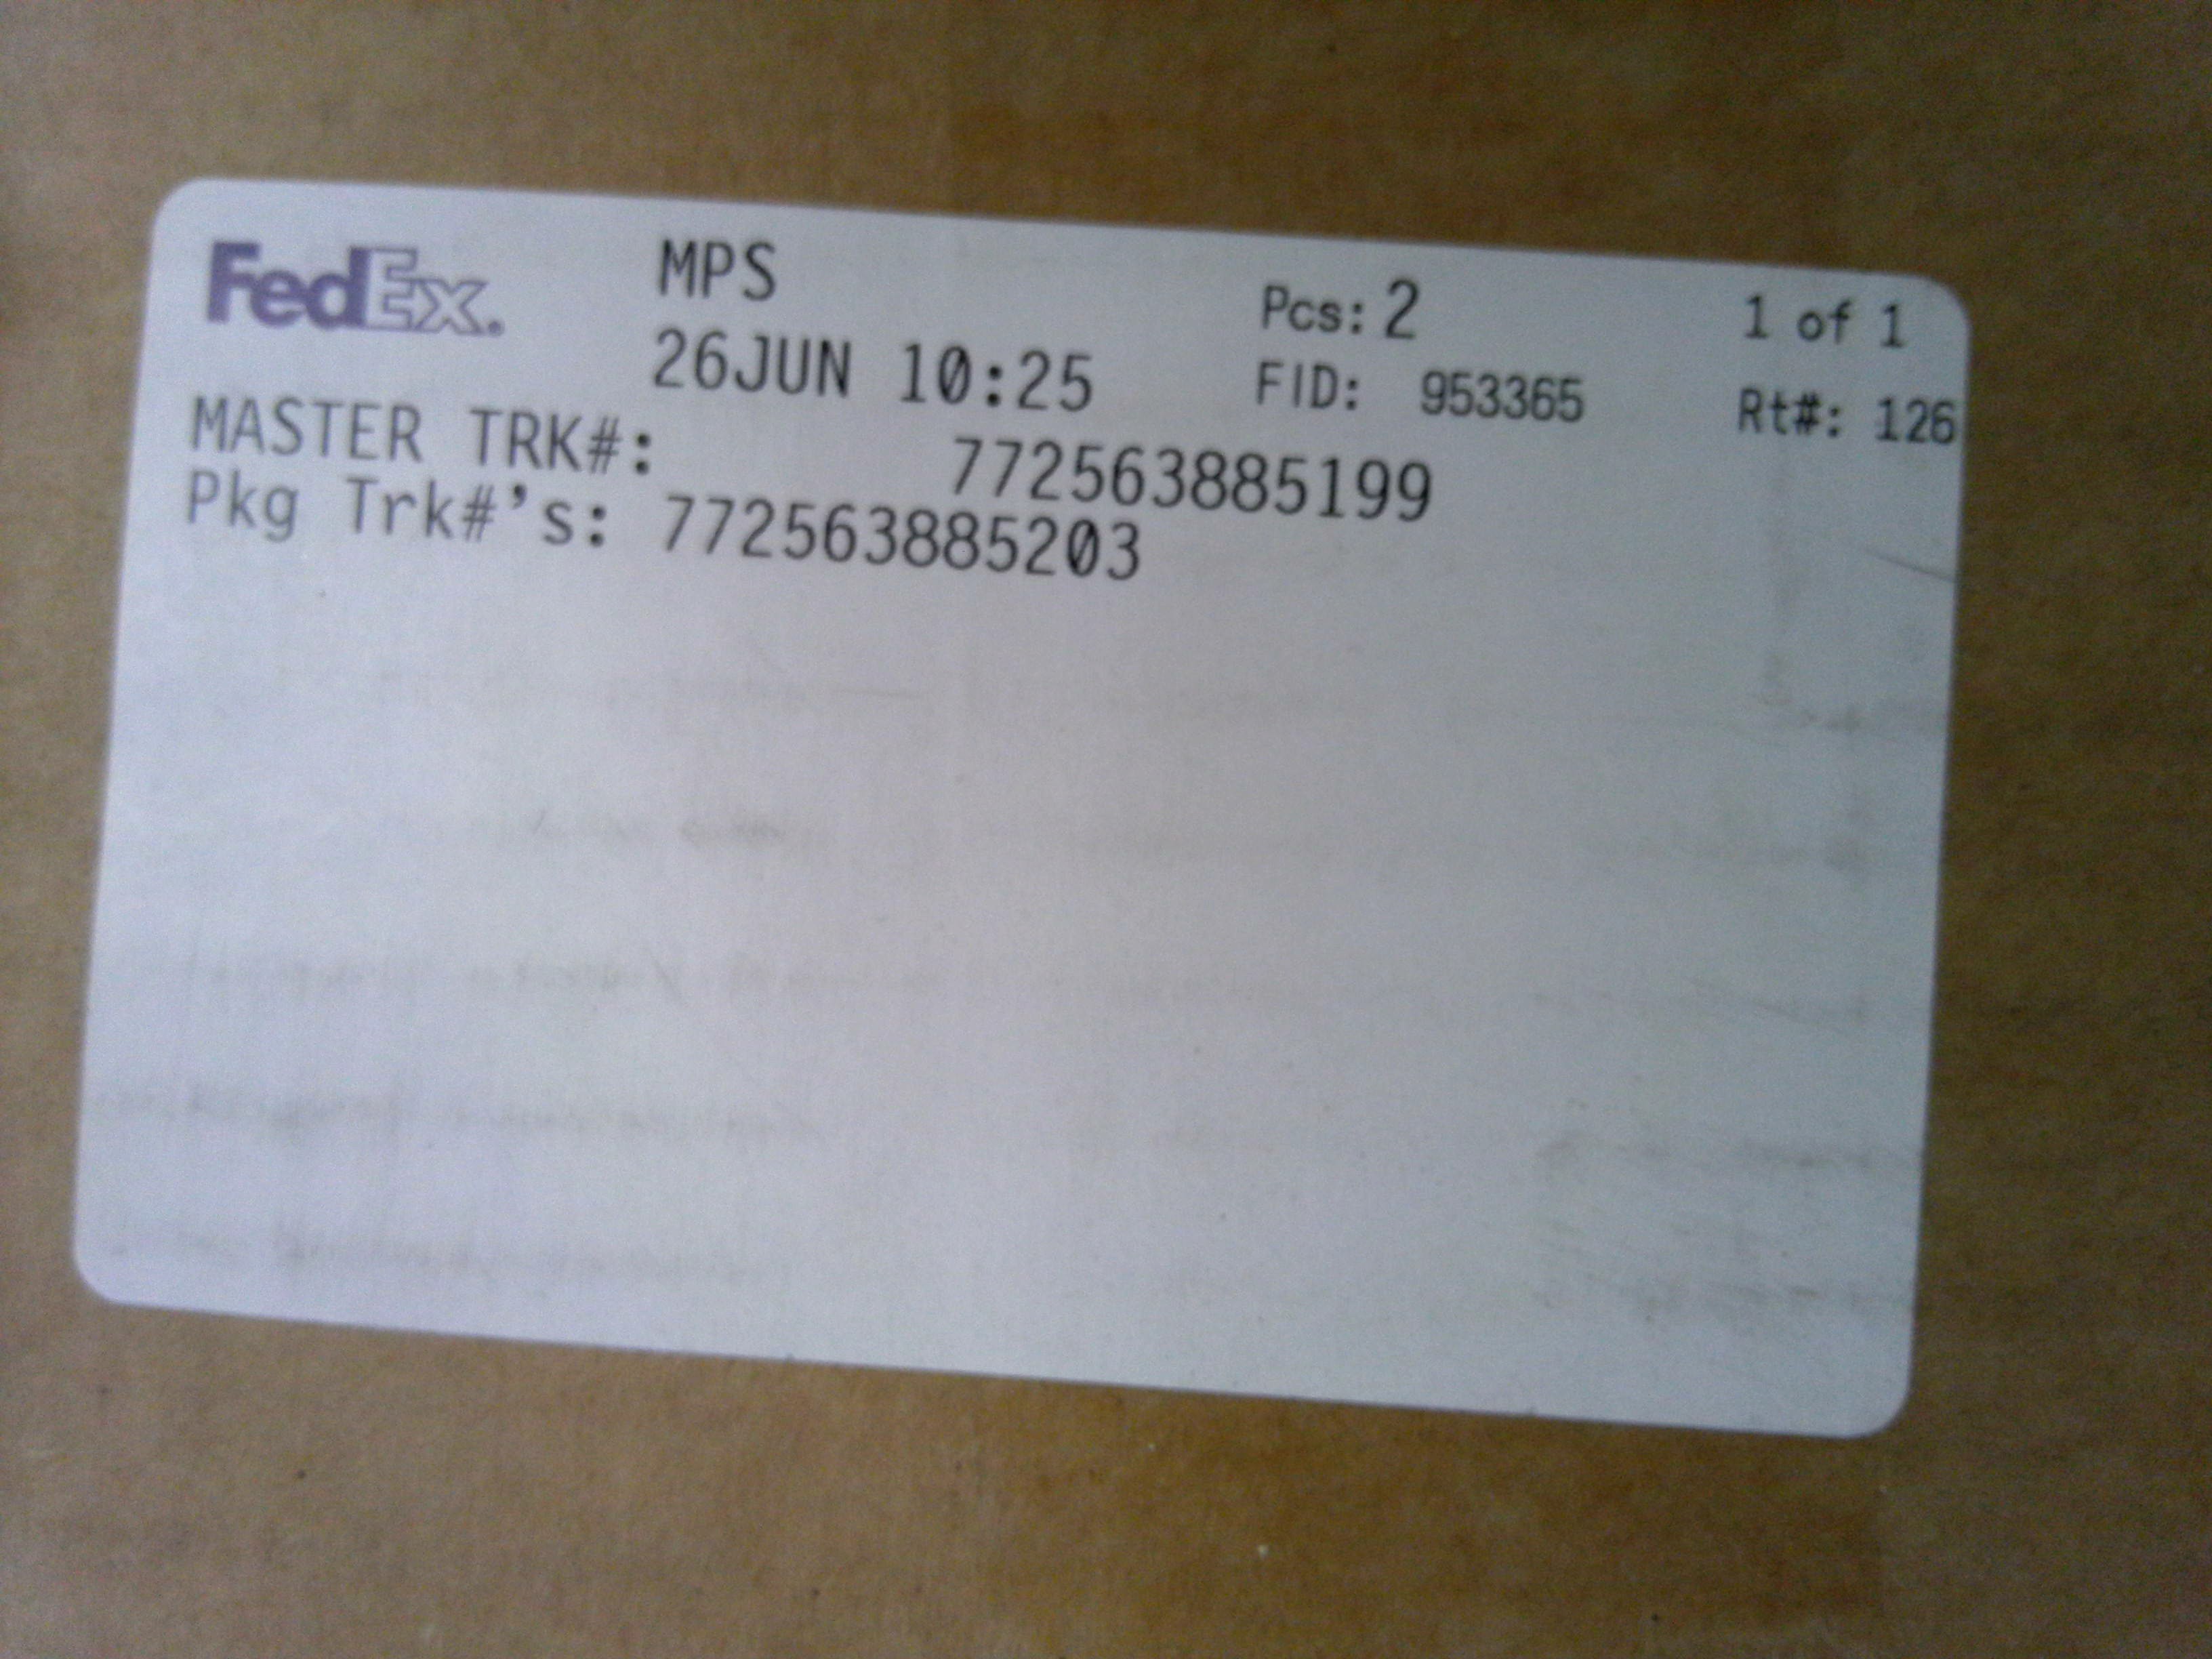 FedEx. MPS Pcs: 2 1 of 1
26JUN 10:25 FID: 953365 Rt#: 126
MASTER TRK#: 772563885199
Pkg Trk#'s: 772563885203